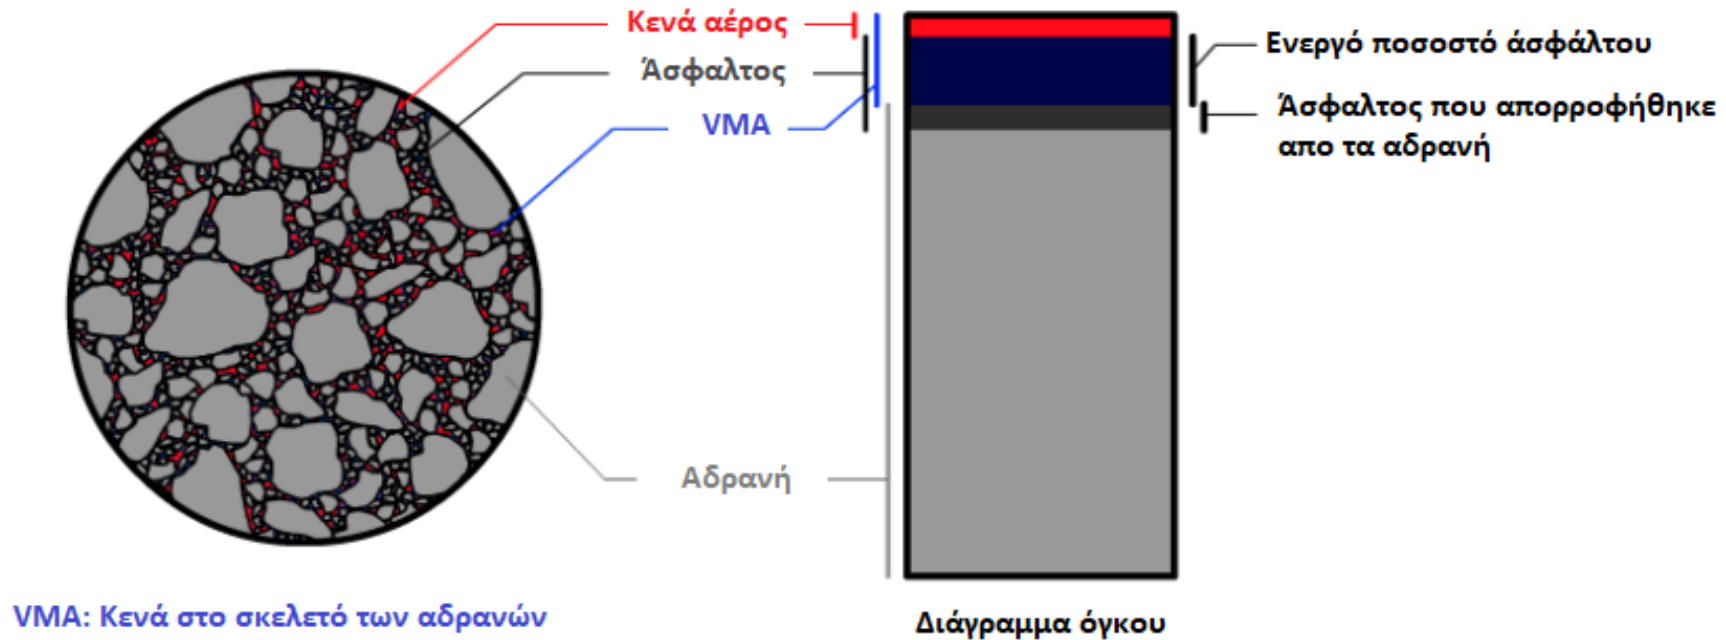 Κενά αέρος
Άσφαλτος
VMA
Αδρανή
Ενεργό ποσοστό άσφάλτου
Άσφαλτος που απορροφήθηκε
απο τα αδρανή
VMA: Κενά στο σκελετό των αδρανών
Διάγραμμα όγκου